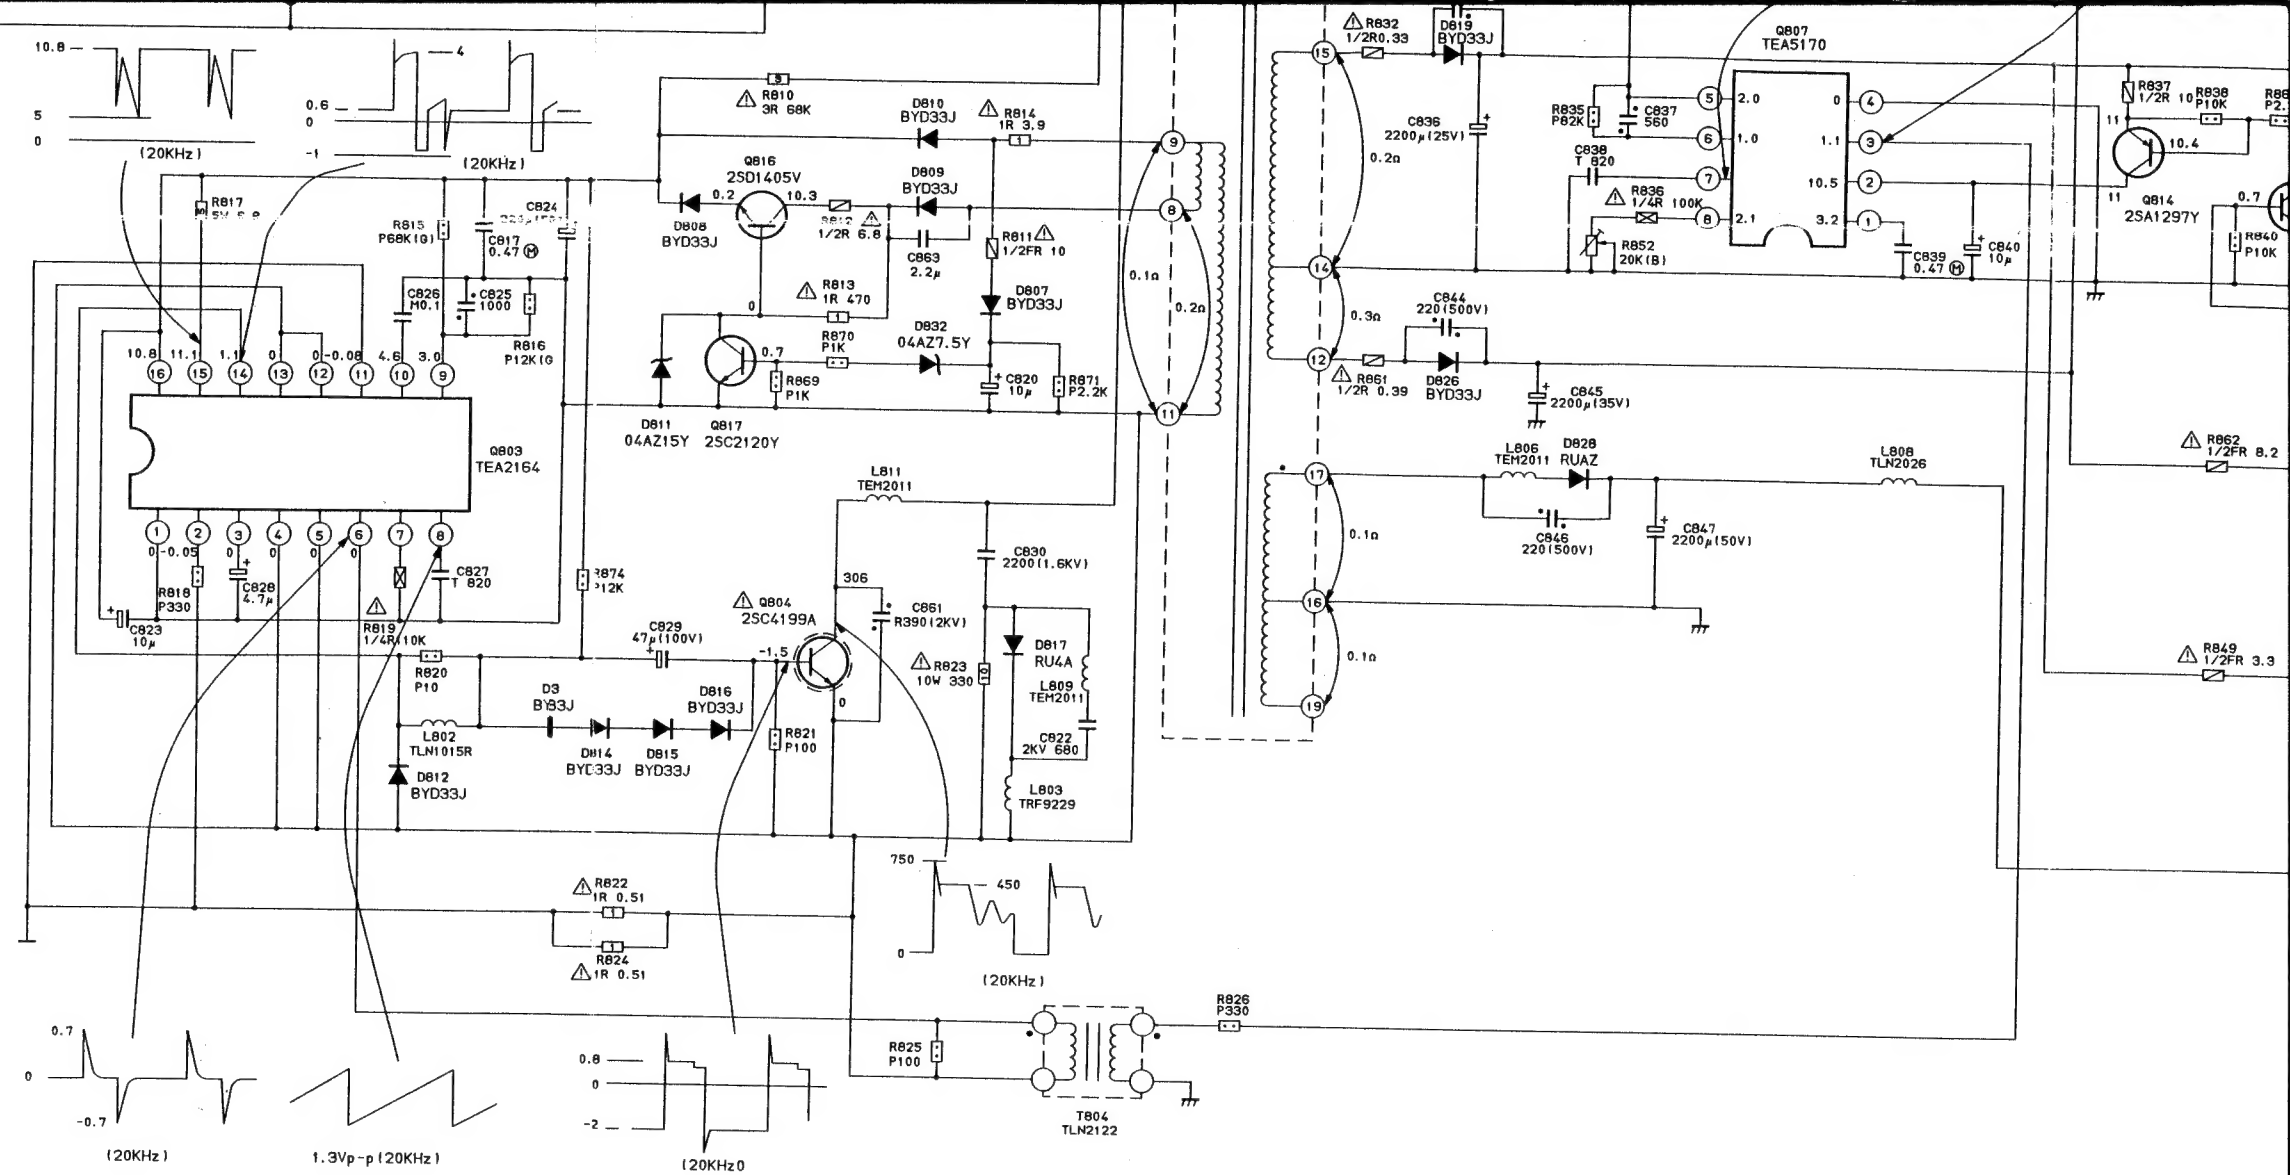 10.8
5
0
(20KHz)
4
0.6
0
-1
(20KHz)
R810
3R 68K
D810
BYD33J
R814
1R 3.9
Q816
2SD1405V
0.2
10.3
D809
BYD33J
D808
BYD33J
1/2R 6.8
C863
2.2μ
R811
1/2FR 10
D807
BYD33J
R813
1R 470
0
R817
R815
P68K(G)
C817
0.47 M
C824
C826
M0.1
C825
1000
R816
P12K(G
10.8
11.1
1.1
0
0
-0.08
4.6
3.0
16
15
14
13
12
11
10
9
Q803
TEA2164
1
2
3
4
5
6
7
8
0
-0.05
0
0
0
0
R818
P330
C828
4.7μ
C823
10μ
C827
T 820
R819
1/4R 10K
R820
P10
L802
TLN1015R
D812
BYD33J
D3
D814
D815
BYD33J
D816
BYD33J
C829
47μ(100V)
-1.5
Q804
2SC4199A
306
0
C861
R390(2KV)
R821
P100
D811
04AZ15Y
Q817
2SC2120Y
0.7
R869
P1K
R870
P1K
D832
04AZ7.5Y
C820
10μ
R871
P2.2K
L811
TEM2011
C830
2200(1.6KV)
R823
10W 330
D817
RU4A
L809
TEM2011
C822
2KV 680
L803
TRF9229
R822
1R 0.51
R824
1R 0.51
750
450
0
(20KHz)
0.7
0
-0.7
(20KHz)
1.3Vp-p(20KHz)
0.8
0
-2
(20KHz0
R825
P100
T804
TLN2122
R826
P330
9
8
11
0.1Ω
0.2Ω
15
14
12
17
16
19
0.2Ω
0.3Ω
0.1Ω
0.1Ω
R832
1/2R0.33
D819
BYD33J
C836
2200μ(25V)
R861
1/2R 0.39
C844
220(500V)
D826
BYD33J
C845
2200μ(35V)
L806
TEM2011
D828
RUAZ
C846
220(500V)
C847
2200μ(50V)
L808
TLN2026
Q807
TEA5170
R835
P82K
C837
560
C838
T 820
R836
1/4R 100K
R852
20K(B)
5
6
7
8
2.0
1.0
2.1
0
1.1
10.5
3.2
4
3
2
1
C839
0.47 M
C840
10μ
R837
1/2R 10
R838
P10K
11
10.4
11
Q814
2SA1297Y
0.7
R840
P10K
R862
1/2FR 8.2
R849
1/2FR 3.3